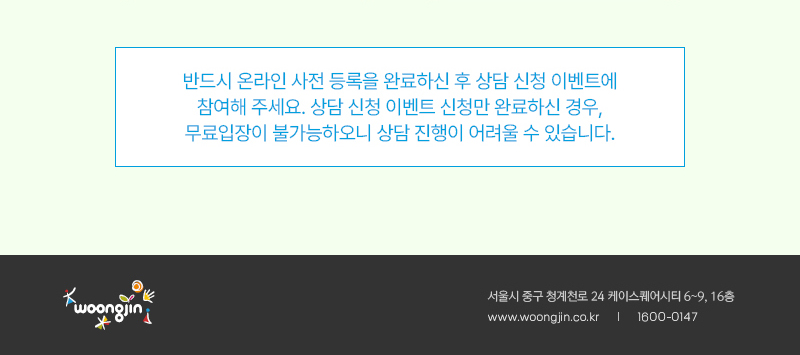 반드시 온라인 사전 등록을 완료하신 후 상담 신청 이벤트에
참여해 주세요. 상담 신청 이벤트 신청만 완료하신 경우,
무료입장이 불가능하오니 상담 진행이 어려울 수 있습니다.
woongjin
서울시 중구 청계천로 24 케이스퀘어시티 6~9, 16층
www.woongjin.co.kr | 1600-0147